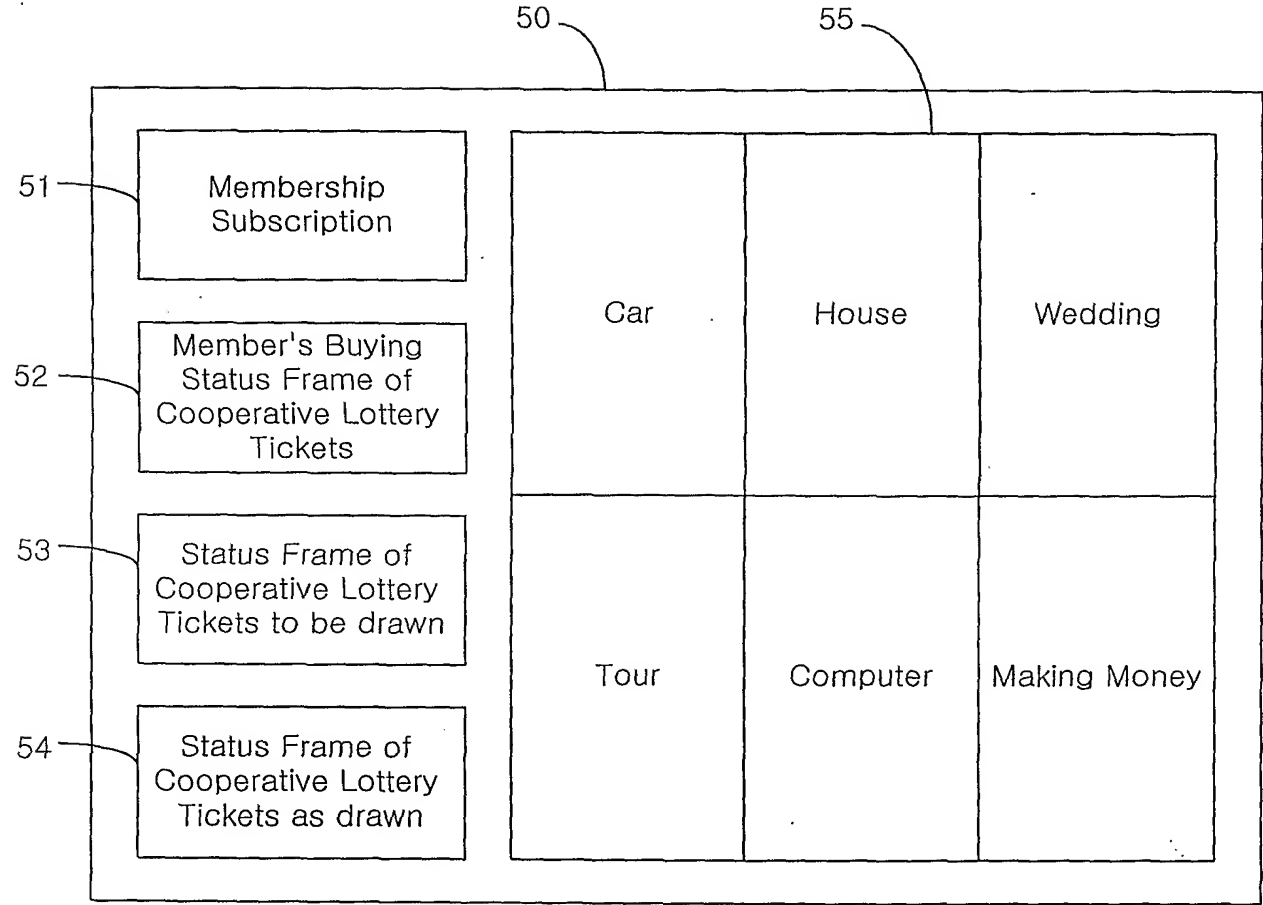 50
55
51
Membership
Subscription
52
Member's Buying
Status Frame of
Cooperative Lottery
Tickets
53
Status Frame of
Cooperative Lottery
Tickets to be drawn
54
Status Frame of
Cooperative Lottery
Tickets as drawn
Car
House
Wedding
Tour
Computer
Making Money